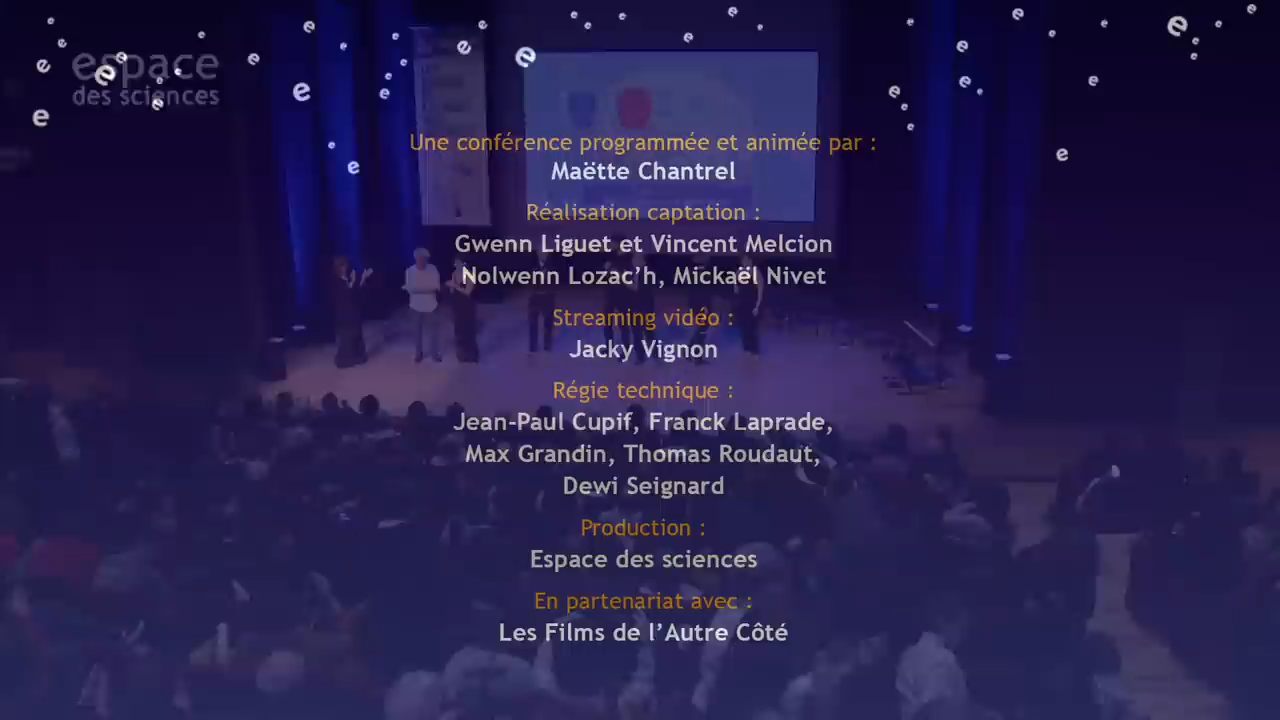 espace
des sciences
Une conférence programmée et animée par :
Maëtte Chantrel
Réalisation captation :
Gwenn Liguet et Vincent Melcion
Nolwenn Lozac’h, Mickaël Nivet
Streaming vidéo :
Jacky Vignon
Régie technique :
Jean-Paul Cupif, Franck Laprade,
Max Grandin, Thomas Roudaut,
Dewi Seignard
Production :
Espace des sciences
En partenariat avec :
Les Films de l’Autre Côté